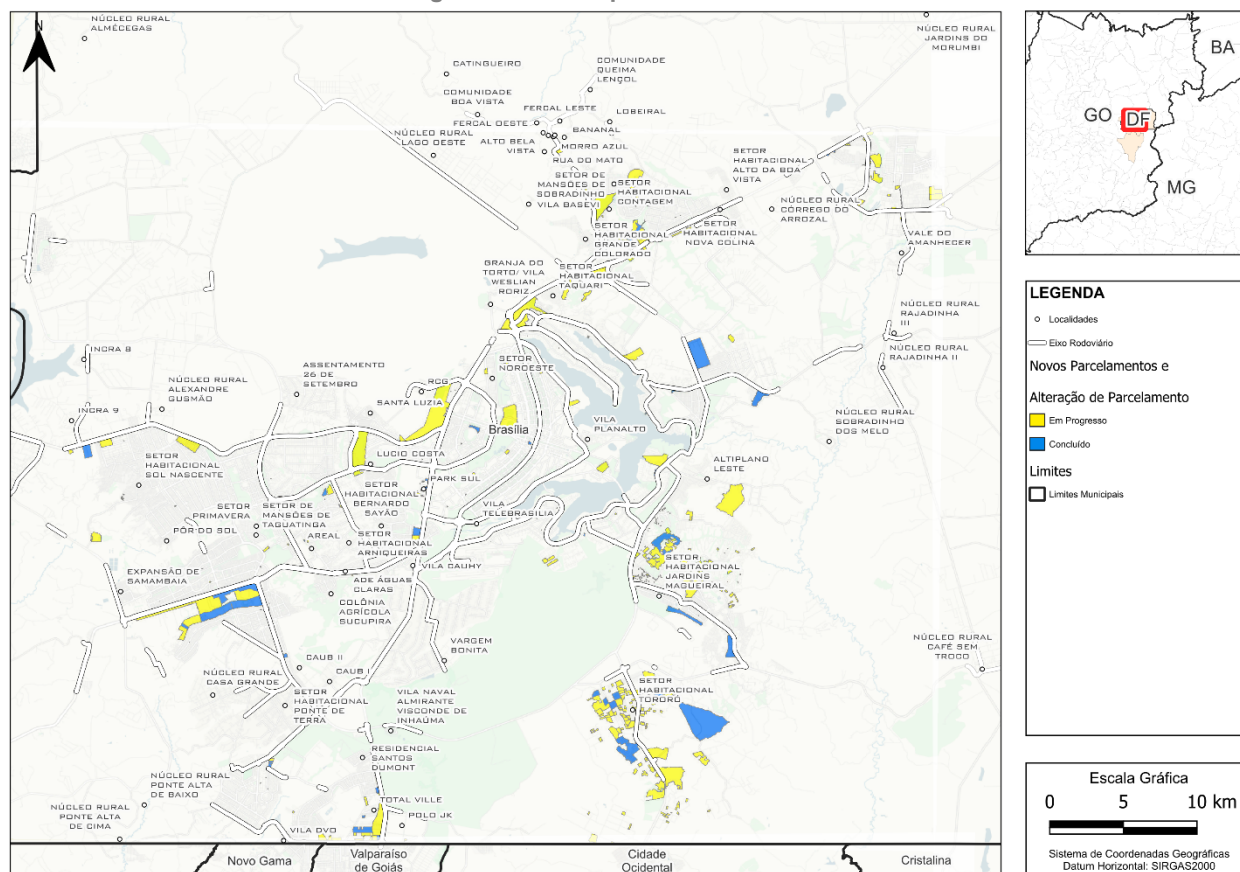 N
NÚCLEO RURAL
ALMÉCEGAS
NÚCLEO RURAL
JARDINS DO
MORUMBI
CATINGUEIRO
COMUNIDADE
QUEIMA
LENÇOL
COMUNIDADE
BOA VISTA
FERCAL LESTE
LOBEIRAL
FERCAL OESTE
BANANAL
NÚCLEO RURAL
LAGO OESTE
ALTO BELA
VISTA
MORRO AZUL
RUA DO MATO
SETOR
HABITACIONAL
ALTO DA BOA
VISTA
SETOR DE
MANSÕES DE
SOBRADINHO
VILA BASEVI
SETOR
HABITACIONAL
CONTAGEM
NÚCLEO RURAL
CÓRREGO DO
ARROZAL
SETOR
HABITACIONAL
GRANDE
COLORADO
SETOR
HABITACIONAL
NOVA COLINA
VALE DO
AMANHECER
GRANJA DO
TORTO/ VILA
WESLIAN
RORIZ
SETOR
HABITACIONAL
TAQUARI
NÚCLEO RURAL
RAJADINHA
III
NÚCLEO RURAL
RAJADINHA II
INCRA 8
ASSENTAMENTO
26 DE
SETEMBRO
SETOR
NOROESTE
NÚCLEO RURAL
ALEXANDRE
GUSMÃO
RCG
SANTA LUZIA
INCRA 9
Brasília
VILA
PLANALTO
NÚCLEO RURAL
SOBRADINHO
DOS MELO
SETOR
HABITACIONAL
SOL NASCENTE
LUCIO COSTA
ALTIPLANO
LESTE
SETOR
HABITACIONAL
BERNARDO
SAYÃO
PARK SUL
SETOR
PRIMAVERA
SETOR DE
MANSÕES DE
TAGUATINGA
VILA
TELEBRASILIA
PÔR DO SOL
AREAL
SETOR
HABITACIONAL
ARNIQUEIRAS
VILA CAUHY
SETOR
HABITACIONAL
JARDINS
MAGUEIRAL
EXPANSÃO DE
SAMAMBAIA
ADE ÁGUAS
CLARAS
COLÔNIA
AGRÍCOLA
SUCUPIRA
VARGEM
BONITA
NÚCLEO RURAL
CAFÉ SEM
TROCO
CAUB II
NÚCLEO RURAL
CASA GRANDE
CAUB I
SETOR
HABITACIONAL
PONTE DE
TERRA
VILA NAVAL
ALMIRANTE
VISCONDE DE
INHAÚMA
SETOR
HABITACIONAL
TORORÓ
RESIDENCIAL
SANTOS
DUMONT
NÚCLEO RURAL
PONTE ALTA
DE BAIXO
NÚCLEO RURAL
PONTE ALTA
DE CIMA
TOTAL VILLE
POLO JK
VILA DVO
Novo Gama
Valparaíso
de Goiás
Cidade
Ocidental
Cristalina
BA
GO
DF
MG
LEGENDA
Localidades
Eixo Rodoviário
Novos Parcelamentos e
Alteração de Parcelamento
Em Progresso
Concluído
Limites
Limites Municipais
Escala Gráfica
0 5 10 km
Sistema de Coordenadas Geográficas
Datum Horizontal: SIRGAS2000